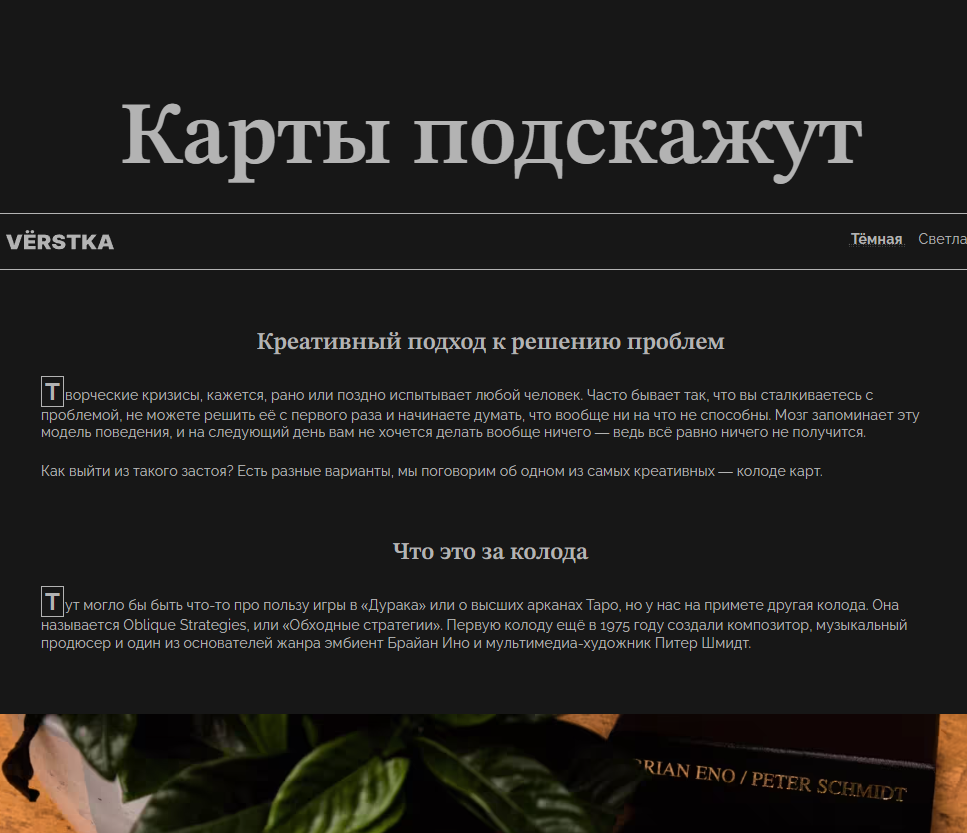 Карты подскажут
VЁRSTKA
Тёмная Светла
Креативный подход к решению проблем
Творческие кризисы, кажется, рано или поздно испытывает любой человек. Часто бывает так, что вы сталкиваетесь с
проблемой, не можете решить её с первого раза и начинаете думать, что вообще ни на что не способны. Мозг запоминает эту
модель поведения, и на следующий день вам не хочется делать вообще ничего — ведь всё равно ничего не получится.
Как выйти из такого застоя? Есть разные варианты, мы поговорим об одном из самых креативных — колоде карт.
Что это за колода
Тут могло бы быть что-то про пользу игры в «Дурака» или о высших арканах Таро, но у нас на примете другая колода. Она
называется Oblique Strategies, или «Обходные стратегии». Первую колоду ещё в 1975 году создали композитор, музыкальный
продюсер и один из основателей жанра эмбиент Брайан Ино и мультимедиа-художник Питер Шмидт.
BRIAN ENO / PETER SCHMIDT